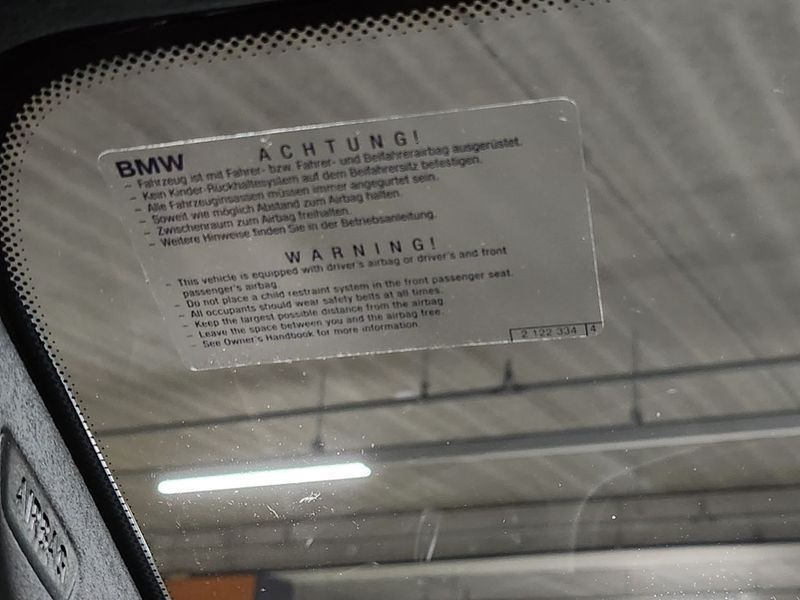 ACHTUNG!
BMW
- Fahrzeug ist mit Fahrer- bzw. Fahrer- und Beifahrerairbag ausgerüstet.
- Kein Kinder-Rückhaltesystem auf dem Beifahrersitz befestigen.
- Alle Fahrzeuginsassen müssen immer angegurtet sein.
- Soweit wie möglich Abstand zum Airbag halten.
- Zwischenraum zum Airbag freihalten.
- Weitere Hinweise finden Sie in der Betriebsanleitung.
WARNING!
- This vehicle is equipped with driver's airbag or driver's and front
passenger's airbag
- Do not place a child restraint system in the front passenger seat.
- All occupants should wear safety belts at all times.
- Keep the largest possible distance from the airbag
- Leave the space between you and the airbag free.
- See Owner's Handbook for more information.
2 122 334 4
AIRBAG